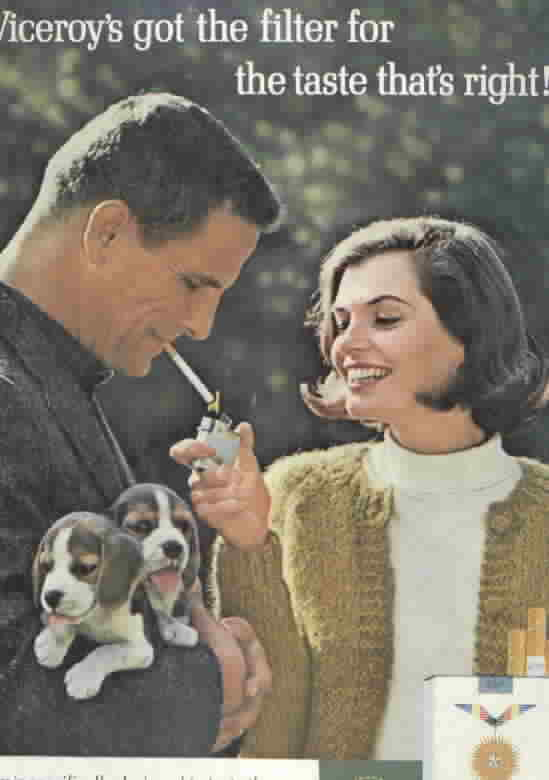 Viceroy's got the filter for
the taste that's right!